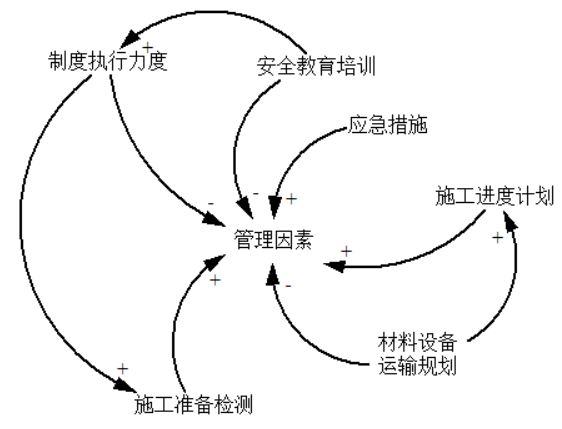 制度执行力度
+
安全教育培训
应急措施
施工进度计划
-
-
+
+
管理因素
+
+
-
材料设备
运输规划
+
施工准备检测